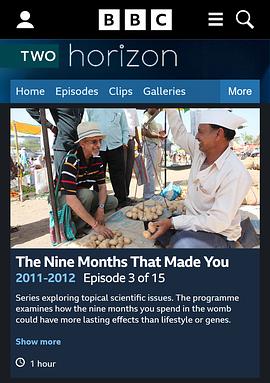 BBC
TWO horizon
Home Episodes Clips Galleries More
The Nine Months That Made You
2011-2012 Episode 3 of 15
Series exploring topical scientific issues. The programme
examines how the nine months you spend in the womb
could have more lasting effects than lifestyle or genes.
Show more
1 hour